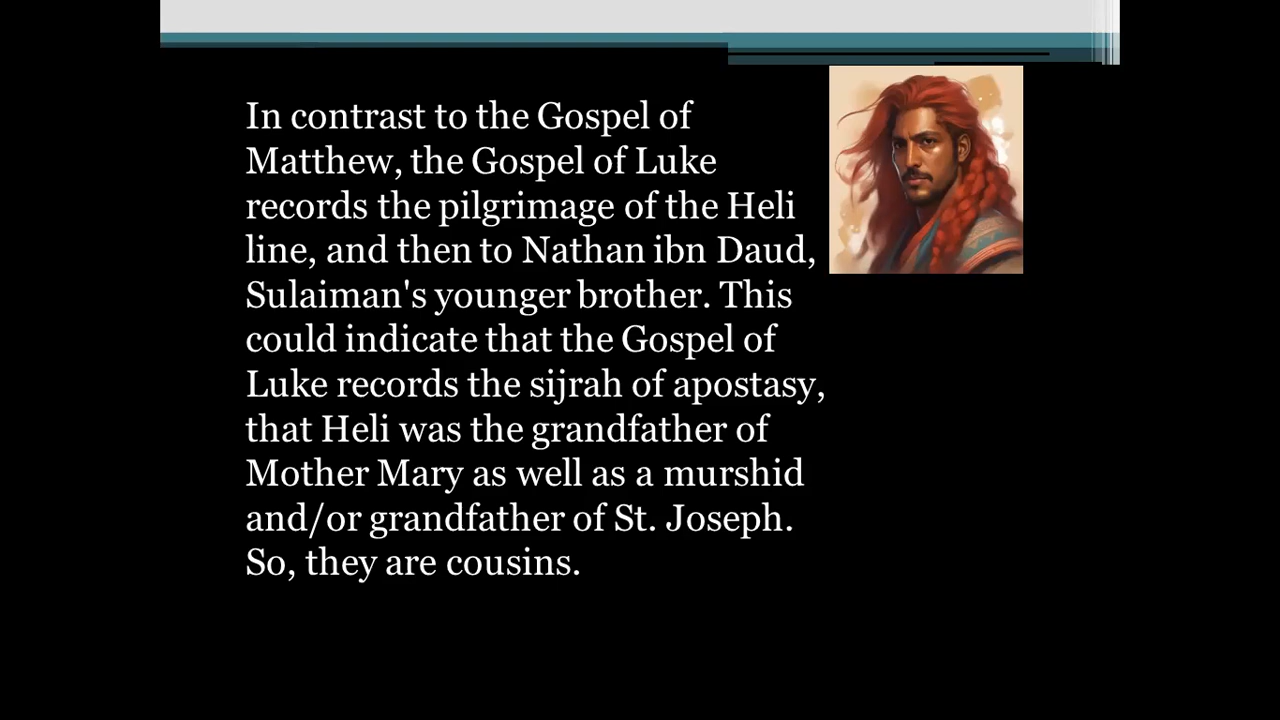 In contrast to the Gospel of
Matthew, the Gospel of Luke
records the pilgrimage of the Heli
line, and then to Nathan ibn Daud,
Sulaiman's younger brother. This
could indicate that the Gospel of
Luke records the sijrah of apostasy,
that Heli was the grandfather of
Mother Mary as well as a murshid
and/or grandfather of St. Joseph.
So, they are cousins.